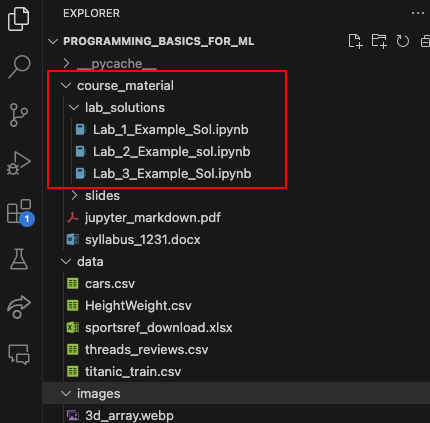 EXPLORER
PROGRAMMING_BASICS_FOR_ML
__pycache__
course_material
lab_solutions
Lab_1_Example_Sol.ipynb
Lab_2_Example_sol.ipynb
Lab_3_Example_Sol.ipynb
slides
jupyter_markdown.pdf
1
syllabus_1231.docx
data
cars.csv
HeightWeight.csv
sportsref_download.xlsx
threads_reviews.csv
titanic_train.csv
images
3d_array.webp